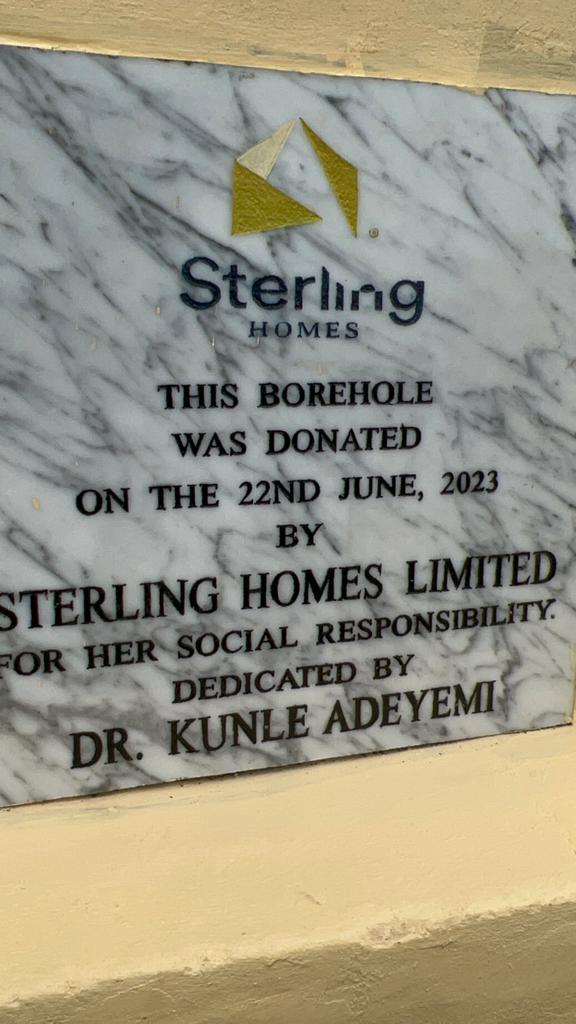 Sterling
HOMES
THIS BOREHOLE
WAS DONATED
ON THE 22ND JUNE, 2023
BY
STERLING HOMES LIMITED
FOR HER SOCIAL RESPONSIBILITY.
DEDICATED BY
DR. KUNLE ADEYEMI